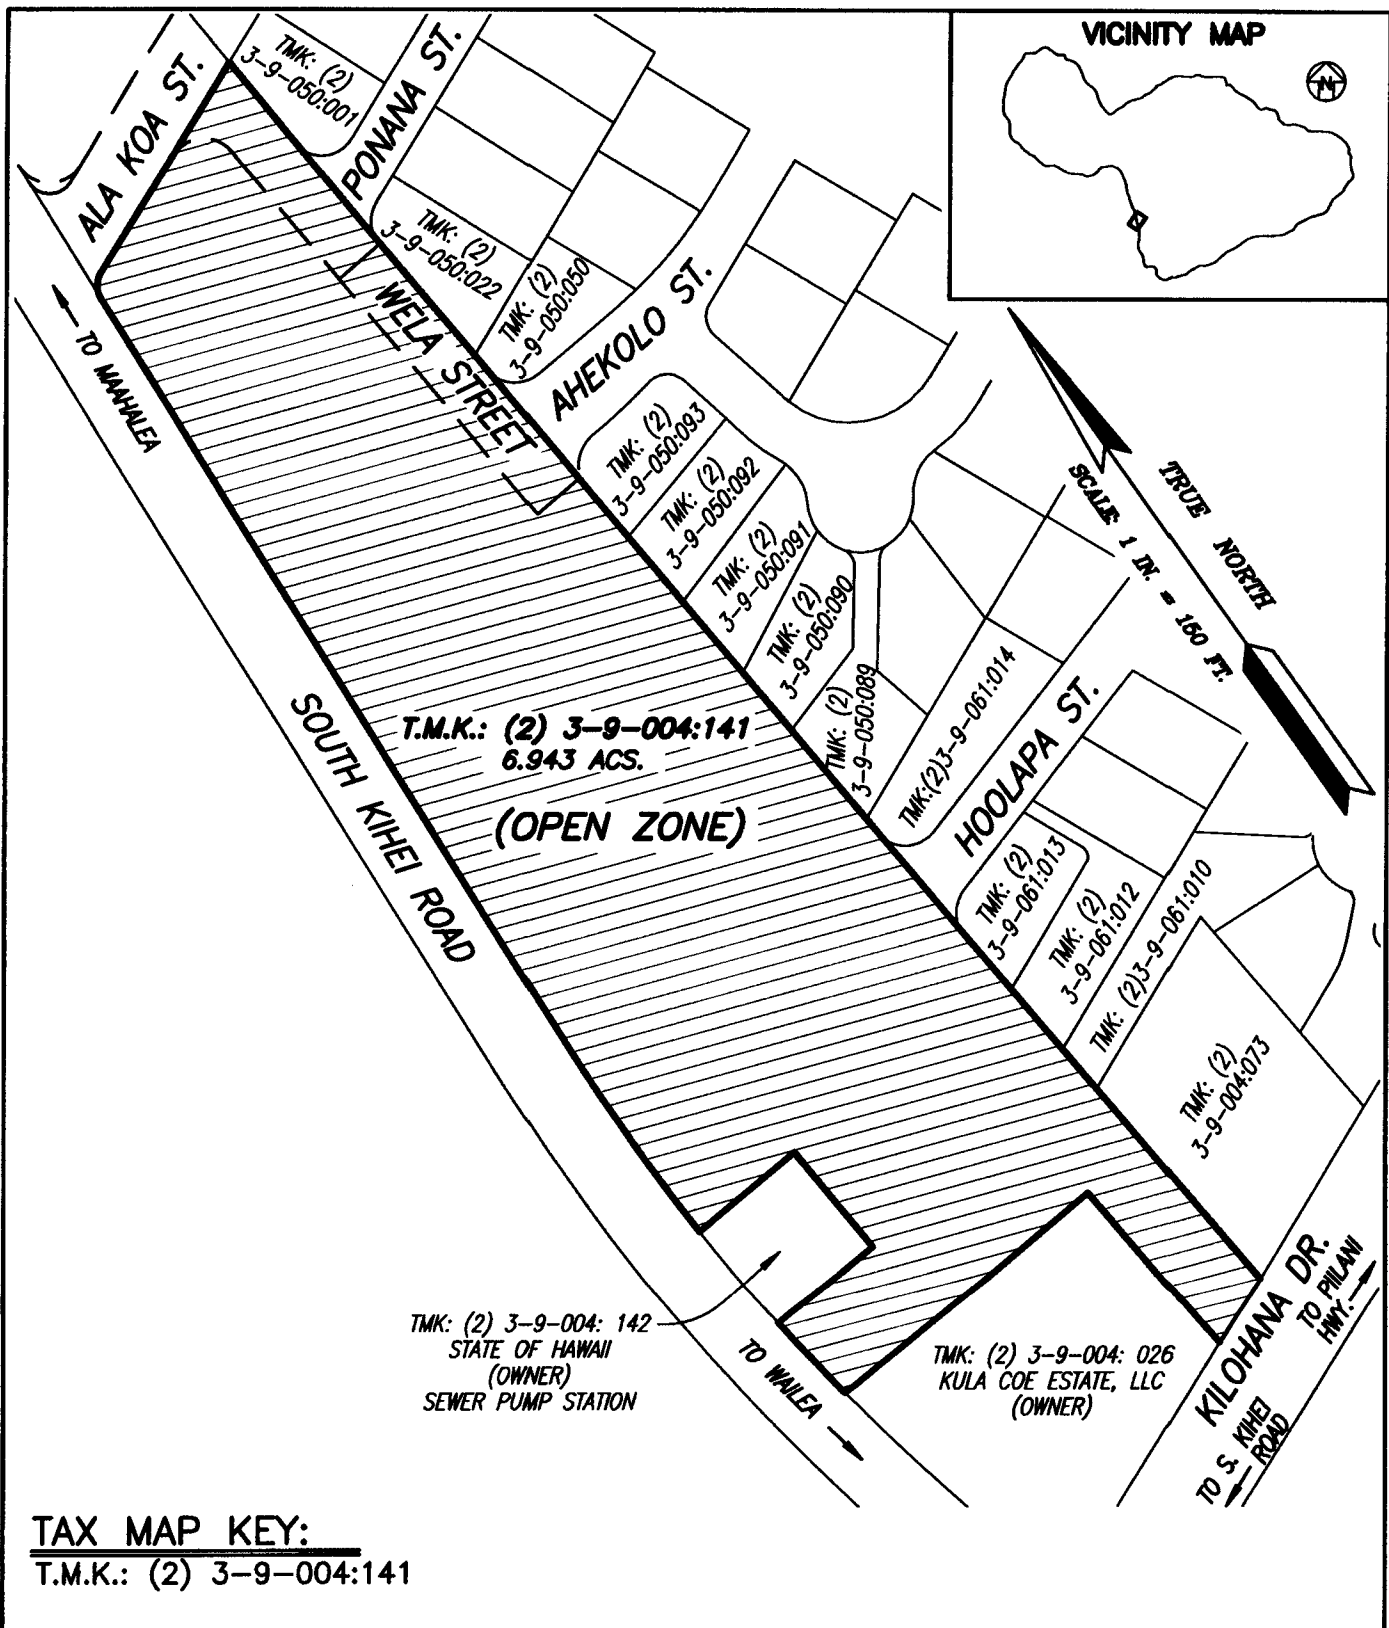 VICINITY MAP
N
TMK: (2)
3-9-050:001
PONANA ST.
ALA KOA ST.
TMK: (2)
3-9-050:022
TMK: (2)
3-9-050:050
AHEKOLO ST.
WELA STREET
TO MAAHALEA
TMK: (2)
3-9-050:093
TMK: (2)
3-9-050:092
TMK: (2)
3-9-050:091
TMK: (2)
3-9-050:090
TMK: (2)
3-9-050:089
TMK:(2)3-9-061:014
TRUE NORTH
SCALE: 1 IN. = 150 FT.
HOOLAPA ST.
TMK: (2)
3-9-061:013
TMK: (2)
3-9-061:012
TMK: (2)3-9-061:010
TMK: (2)
3-9-004:073
T.M.K.: (2) 3-9-004:141
6.943 ACS.
(OPEN ZONE)
SOUTH KIHEI ROAD
TMK: (2) 3-9-004: 142
STATE OF HAWAII
(OWNER)
SEWER PUMP STATION
TO WAILEA
TMK: (2) 3-9-004: 026
KULA COE ESTATE, LLC
(OWNER)
KILOHANA DR.
TO PIILANI
HWY.
TO S. KIHEI
ROAD
TAX MAP KEY:
T.M.K.: (2) 3-9-004:141